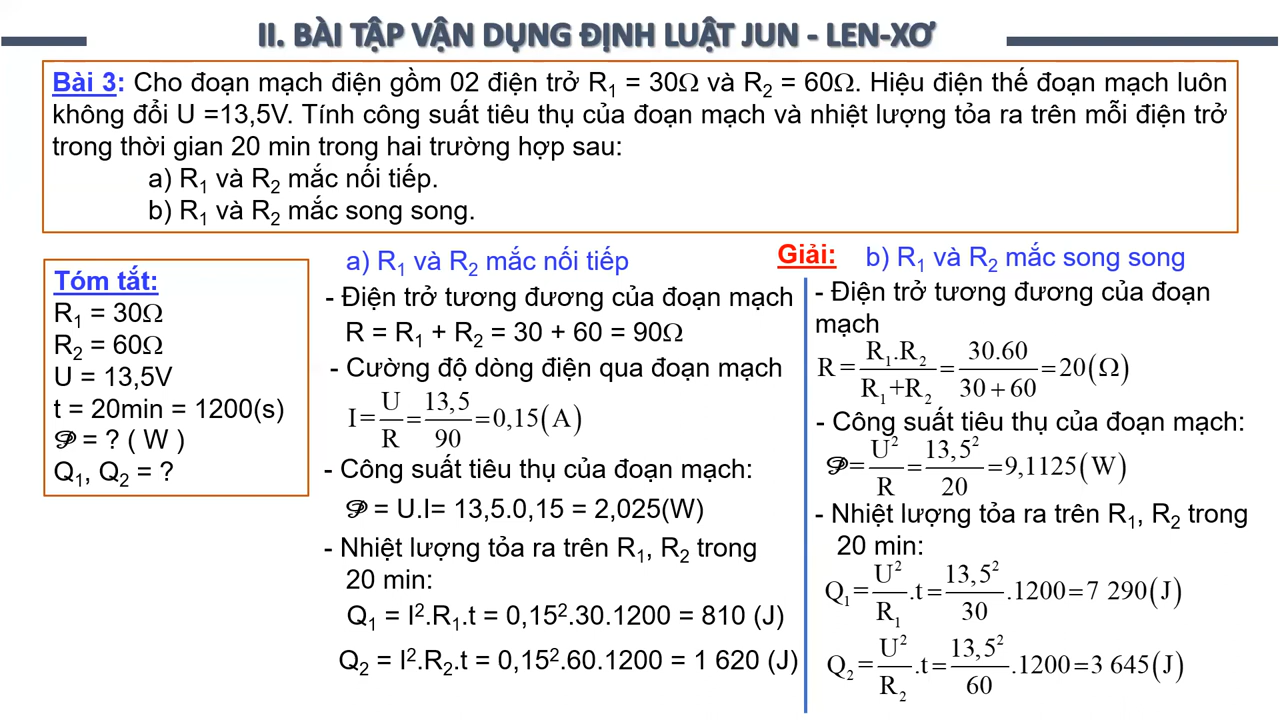 II. BÀI TẬP VẬN DỤNG ĐỊNH LUẬT JUN - LEN-XƠ
Bài 3: Cho đoạn mạch điện gồm 02 điện trở R₁ = 30Ω và R₂ = 60Ω. Hiệu điện thế đoạn mạch luôn
không đổi U =13,5V. Tính công suất tiêu thụ của đoạn mạch và nhiệt lượng tỏa ra trên mỗi điện trở
trong thời gian 20 min trong hai trường hợp sau:
a) R₁ và R₂ mắc nối tiếp.
b) R₁ và R₂ mắc song song.
Tóm tắt:
R₁ = 30Ω
R₂ = 60Ω
U = 13,5V
t = 20min = 1200(s)
𝒫 = ? ( W )
Q₁, Q₂ = ?
Giải:
a) R₁ và R₂ mắc nối tiếp
- Điện trở tương đương của đoạn mạch
R = R₁ + R₂ = 30 + 60 = 90Ω
- Cường độ dòng điện qua đoạn mạch
I = U/R = 13,5/90 = 0,15(A)
- Công suất tiêu thụ của đoạn mạch:
𝒫 = U.I= 13,5.0,15 = 2,025(W)
- Nhiệt lượng tỏa ra trên R₁, R₂ trong
20 min:
Q₁ = I².R₁.t = 0,15².30.1200 = 810 (J)
Q₂ = I².R₂.t = 0,15².60.1200 = 1 620 (J)
b) R₁ và R₂ mắc song song
- Điện trở tương đương của đoạn
mạch
R = R₁.R₂/R₁+R₂ = 30.60/30 + 60 = 20(Ω)
- Công suất tiêu thụ của đoạn mạch:
𝒫 = U²/R = 13,5²/20 = 9,1125(W)
- Nhiệt lượng tỏa ra trên R₁, R₂ trong
20 min:
Q₁ = U²/R₁.t = 13,5²/30.1200 = 7 290(J)
Q₂ = U²/R₂.t = 13,5²/60.1200 = 3 645(J)